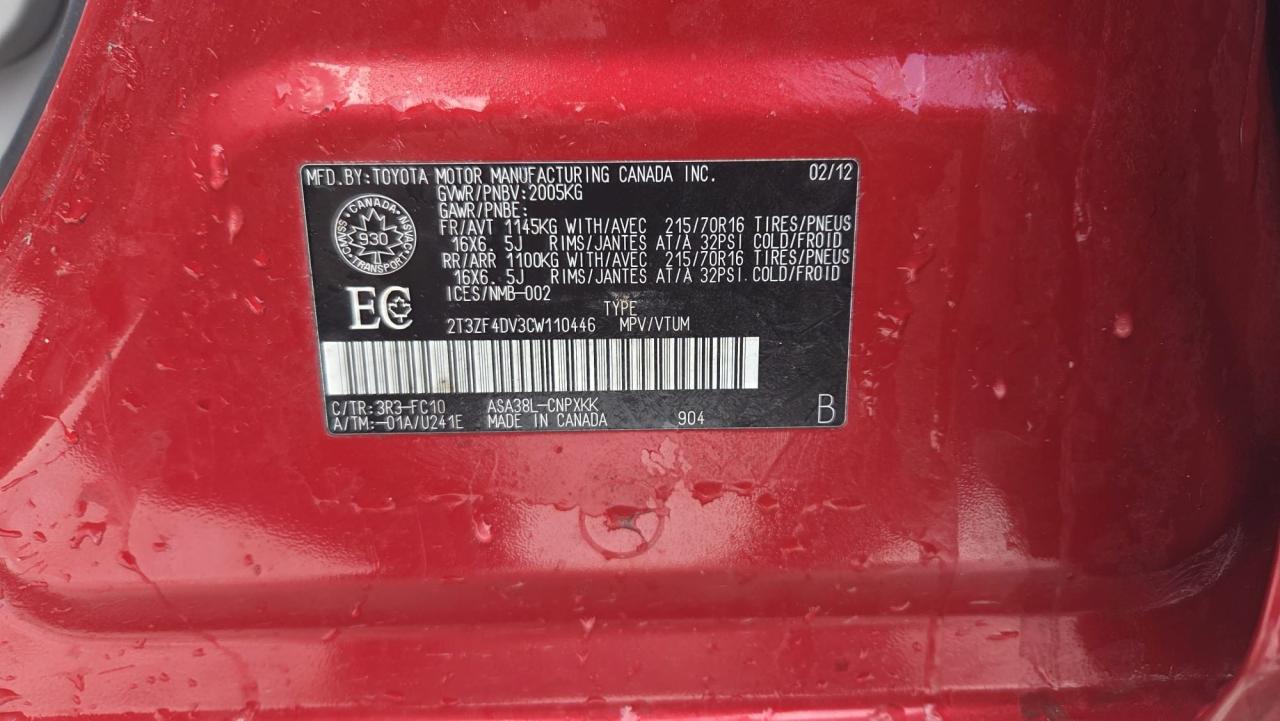 MFD.BY:TOYOTA MOTOR MANUFACTURING CANADA INC. 02/12
GVWR/PNBV:2005KG
GAWR/PNBE:
FR/AVT 1145KG WITH/AVEC 215/70R16 TIRES/PNEUS
16X6. 5J RIMS/JANTES AT/A 32PSI COLD/FROID
RR/ARR 1100KG WITH/AVEC 215/70R16 TIRES/PNEUS
16X6. 5J RIMS/JANTES AT/A 32PSI COLD/FROID
ICES/NMB-002
CANADA
CMVSS 930 NSVAC
TRANSPORT
EC
TYPE
2T3ZF4DV3CW110446 MPV/VTUM
C/TR:3R3-FC10 ASA38L-CNPXKK
A/TM:-01A/U241E MADE IN CANADA 904 B